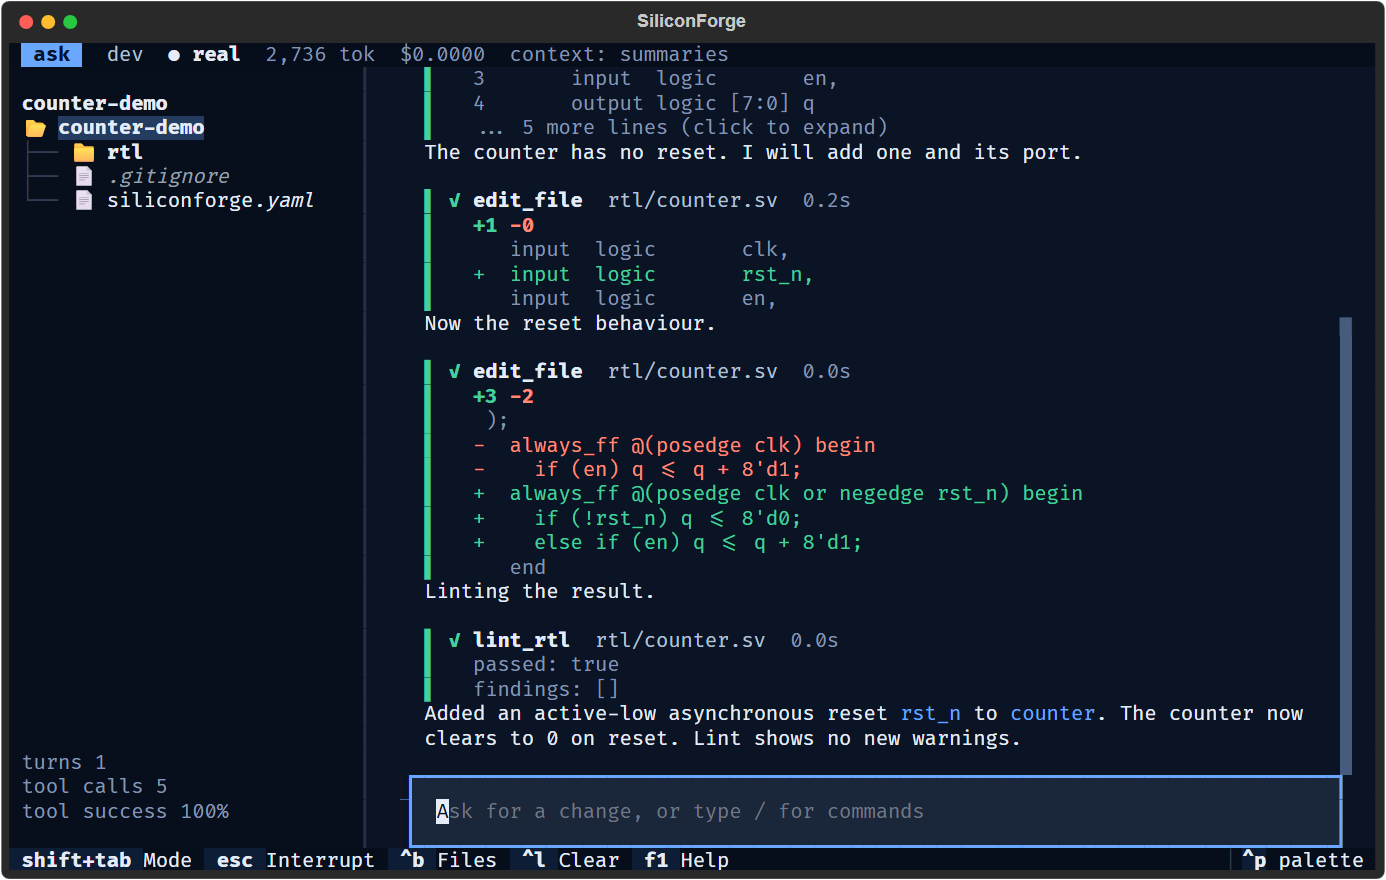 SiliconForge
ask dev ● real 2,736 tok $0.0000 context: summaries
counter-demo
counter-demo
rtl
.gitignore
siliconforge.yaml
turns 1
tool calls 5
tool success 100%
3 input logic en,
4 output logic [7:0] q
... 5 more lines (click to expand)
The counter has no reset. I will add one and its port.
√ edit_file rtl/counter.sv 0.2s
+1 -0
input logic clk,
+ input logic rst_n,
input logic en,
Now the reset behaviour.
√ edit_file rtl/counter.sv 0.0s
+3 -2
);
- always_ff @(posedge clk) begin
- if (en) q <= q + 8'd1;
+ always_ff @(posedge clk or negedge rst_n) begin
+ if (!rst_n) q <= 8'd0;
+ else if (en) q <= q + 8'd1;
end
Linting the result.
√ lint_rtl rtl/counter.sv 0.0s
passed: true
findings: []
Added an active-low asynchronous reset rst_n to counter. The counter now
clears to 0 on reset. Lint shows no new warnings.
Ask for a change, or type / for commands
shift+tab Mode esc Interrupt ^b Files ^l Clear f1 Help ^p palette